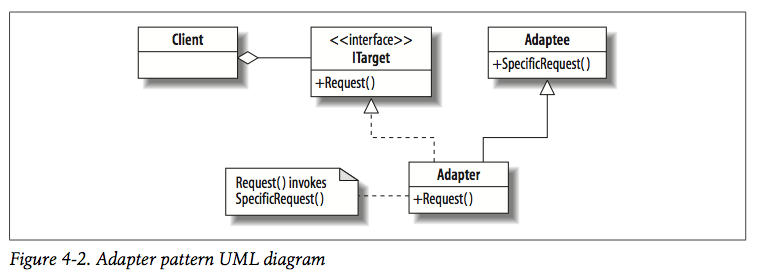 Client
<<interface>>
ITarget
+Request()
Adaptee
+SpecificRequest()
Request() invokes
SpecificRequest()
Adapter
+Request()
Figure 4-2. Adapter pattern UML diagram